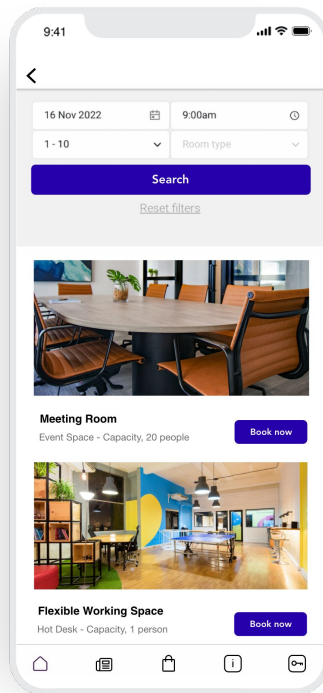 9:41
16 Nov 2022
9:00am
1 - 10
Room type
Search
Reset filters
Meeting Room
Event Space - Capacity, 20 people
Book now
Flexible Working Space
Hot Desk - Capacity, 1 person
Book now